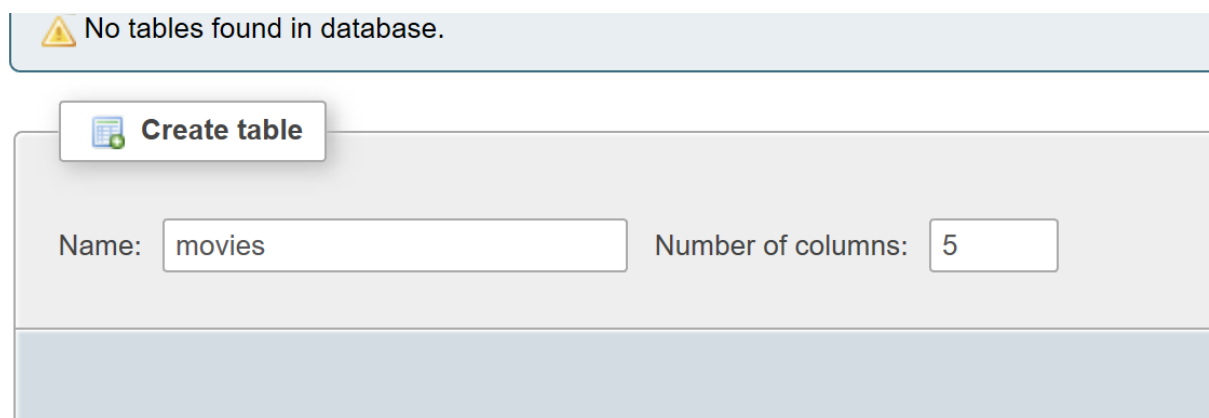 No tables found in database.
Create table
Name: movies Number of columns: 5